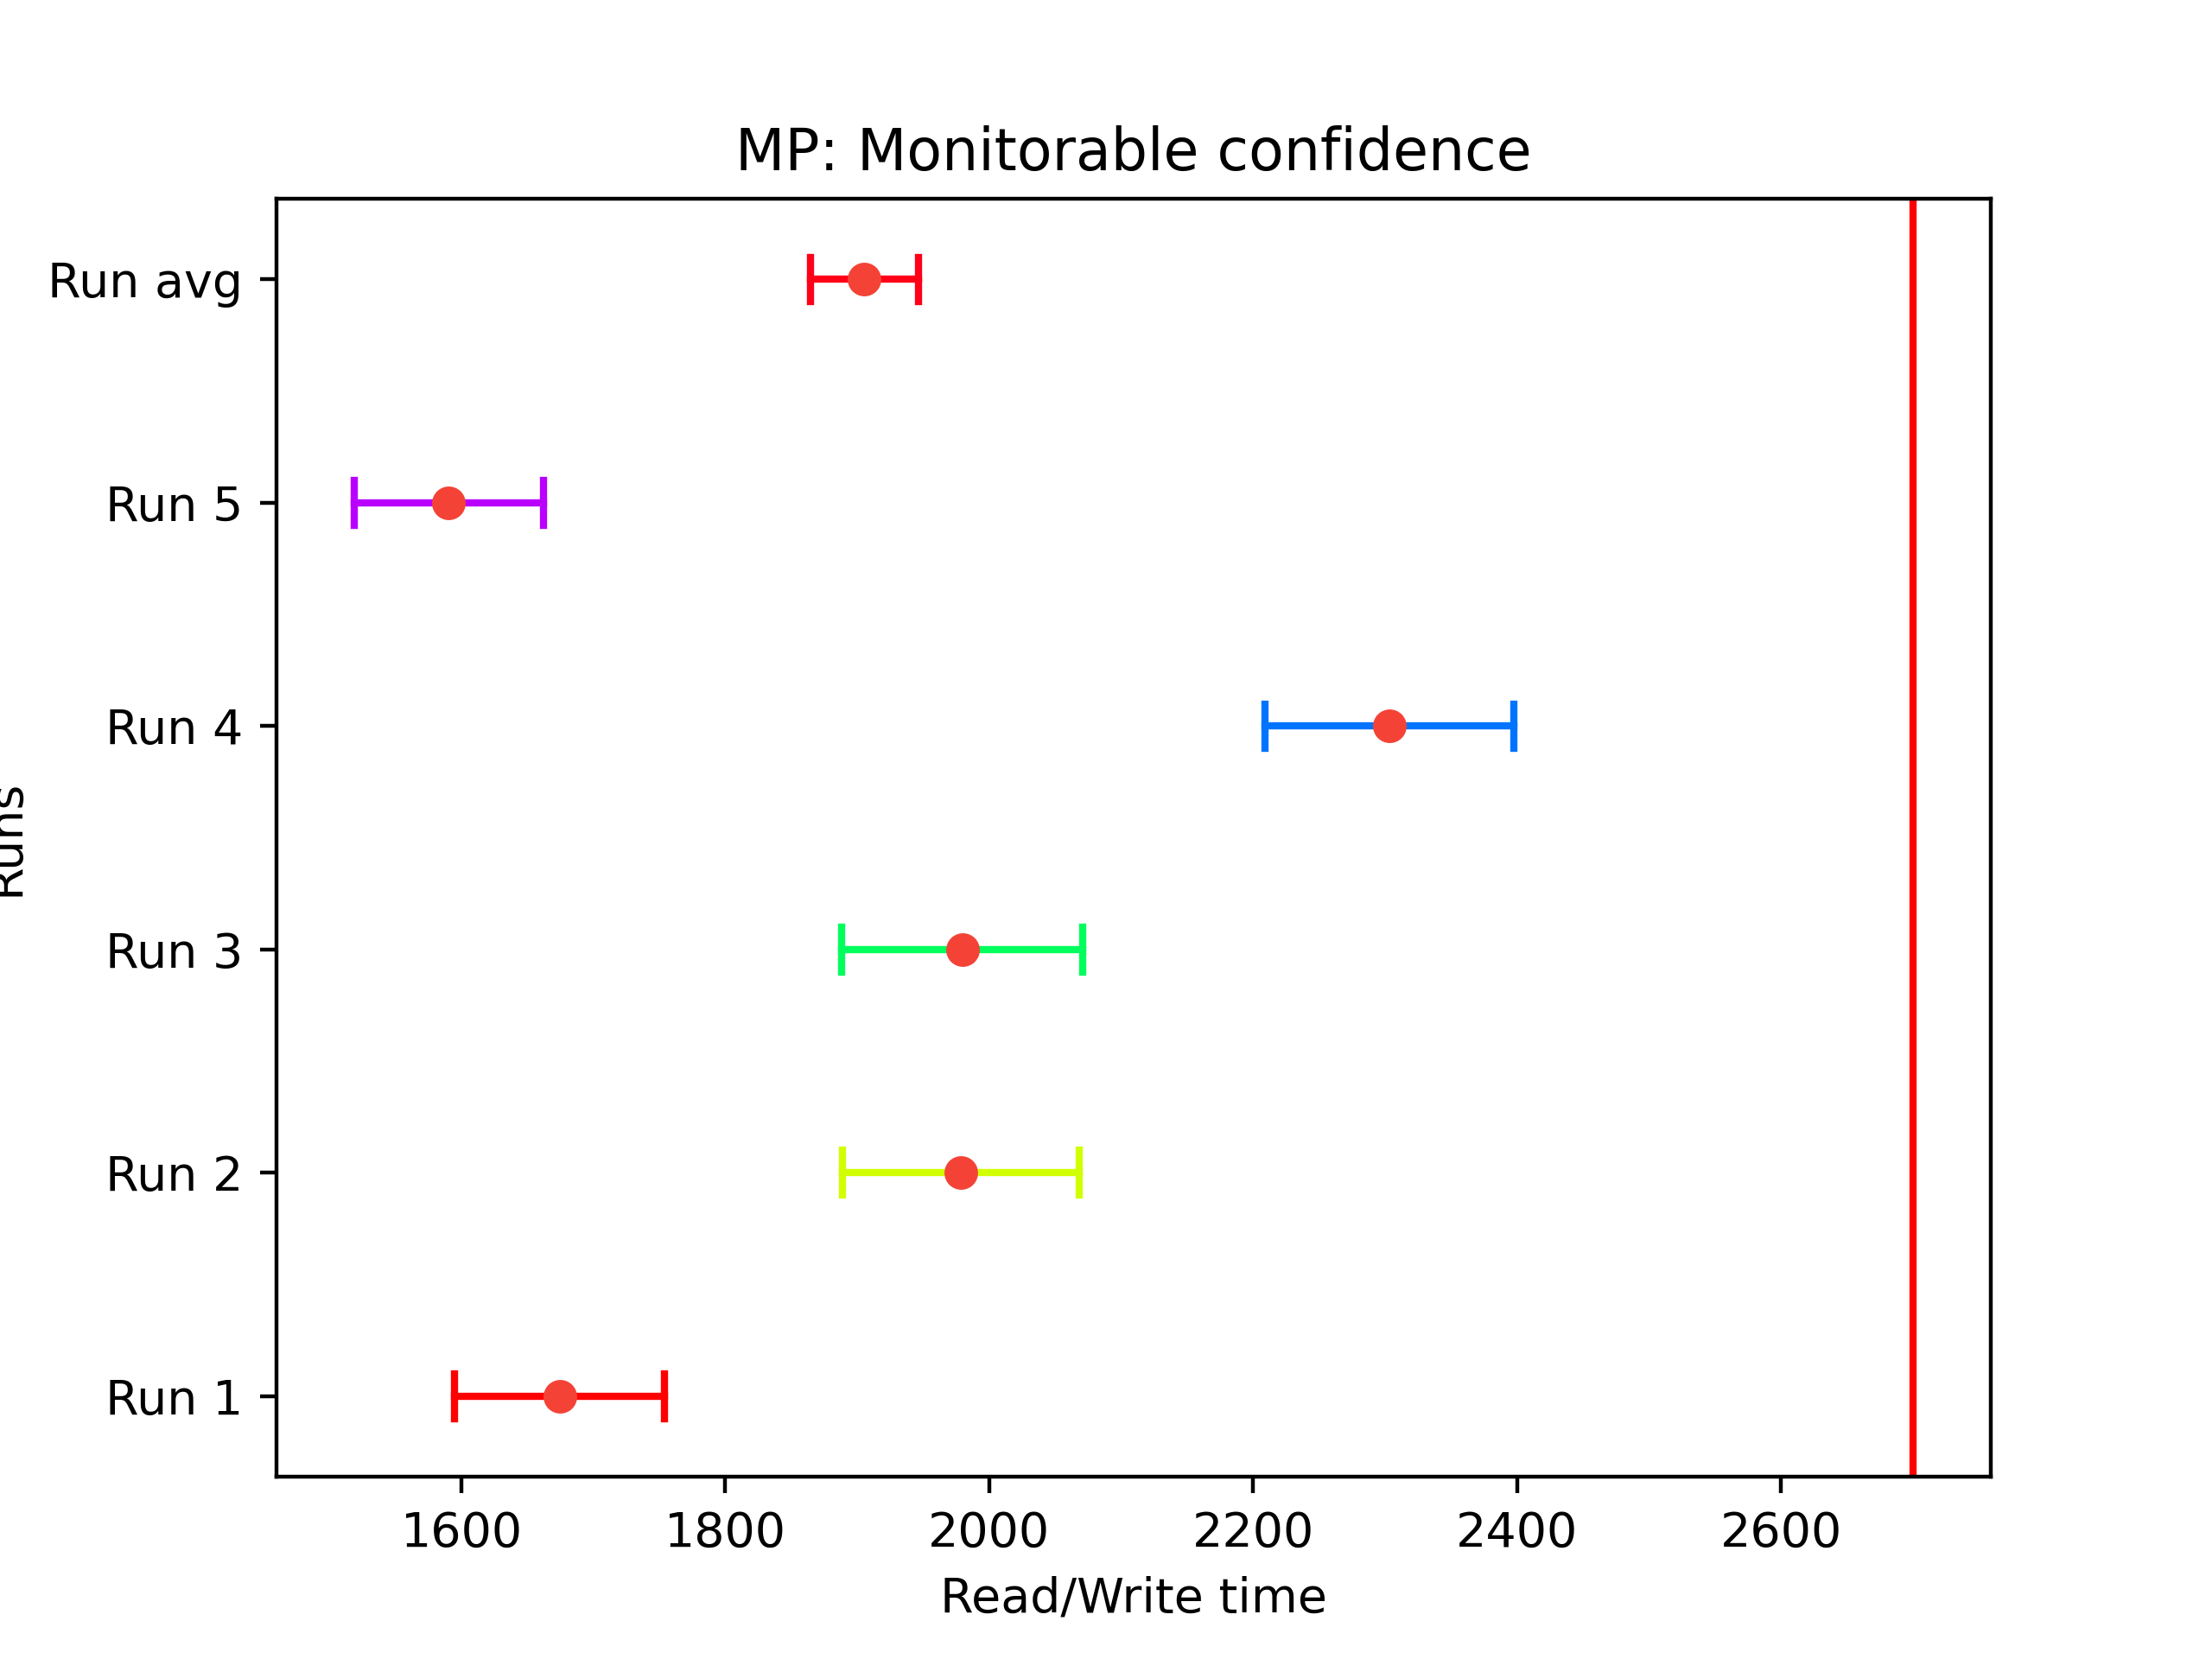 MP: Monitorable confidence
Run avg
Run 5
Run 4
Run 3
Run 2
Run 1
Runs
1600 1800 2000 2200 2400 2600
Read/Write time